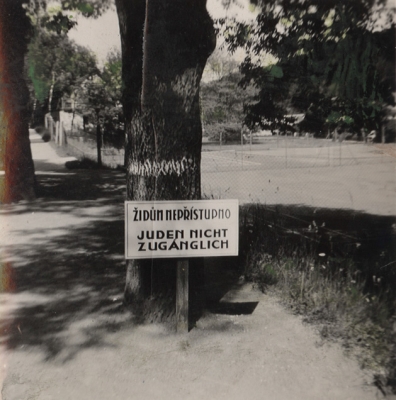 ŽIDŮM NEPŘÍSTUPNO
JUDEN NICHT
ZUGÄNGLICH